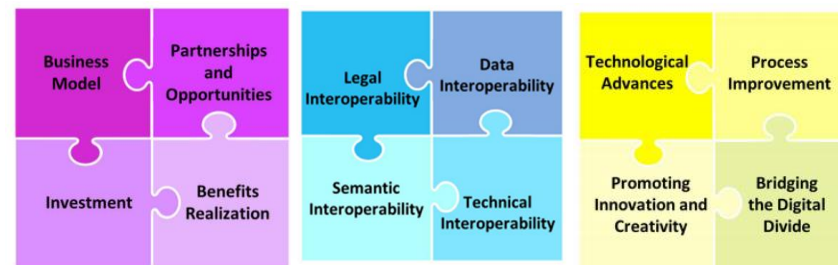 Business
Model
Partnerships
and
Opportunities
Investment
Benefits
Realization
Legal
Interoperability
Data
Interoperability
Semantic
Interoperability
Technical
Interoperability
Technological
Advances
Process
Improvement
Promoting
Innovation and
Creativity
Bridging
the Digital
Divide